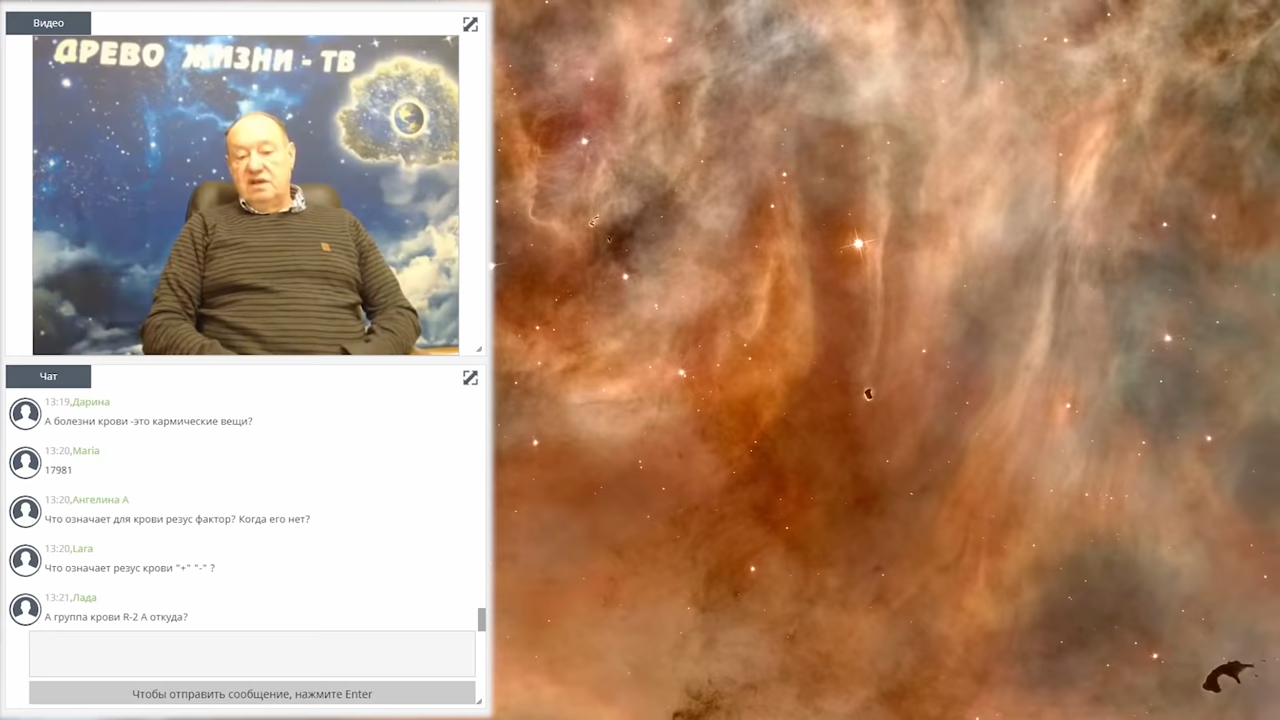 Видео
ДРЕВО ЖИЗНИ - ТВ
Чат
13:19,Дарина
А болезни крови -это кармические вещи?
13:20,Maria
17981
13:20,Ангелина А
Что означает для крови резус фактор? Когда его нет?
13:20,Lara
Что означает резус крови "+" "-" ?
13:21,Лада
А группа крови R-2 А откуда?
Чтобы отправить сообщение, нажмите Enter